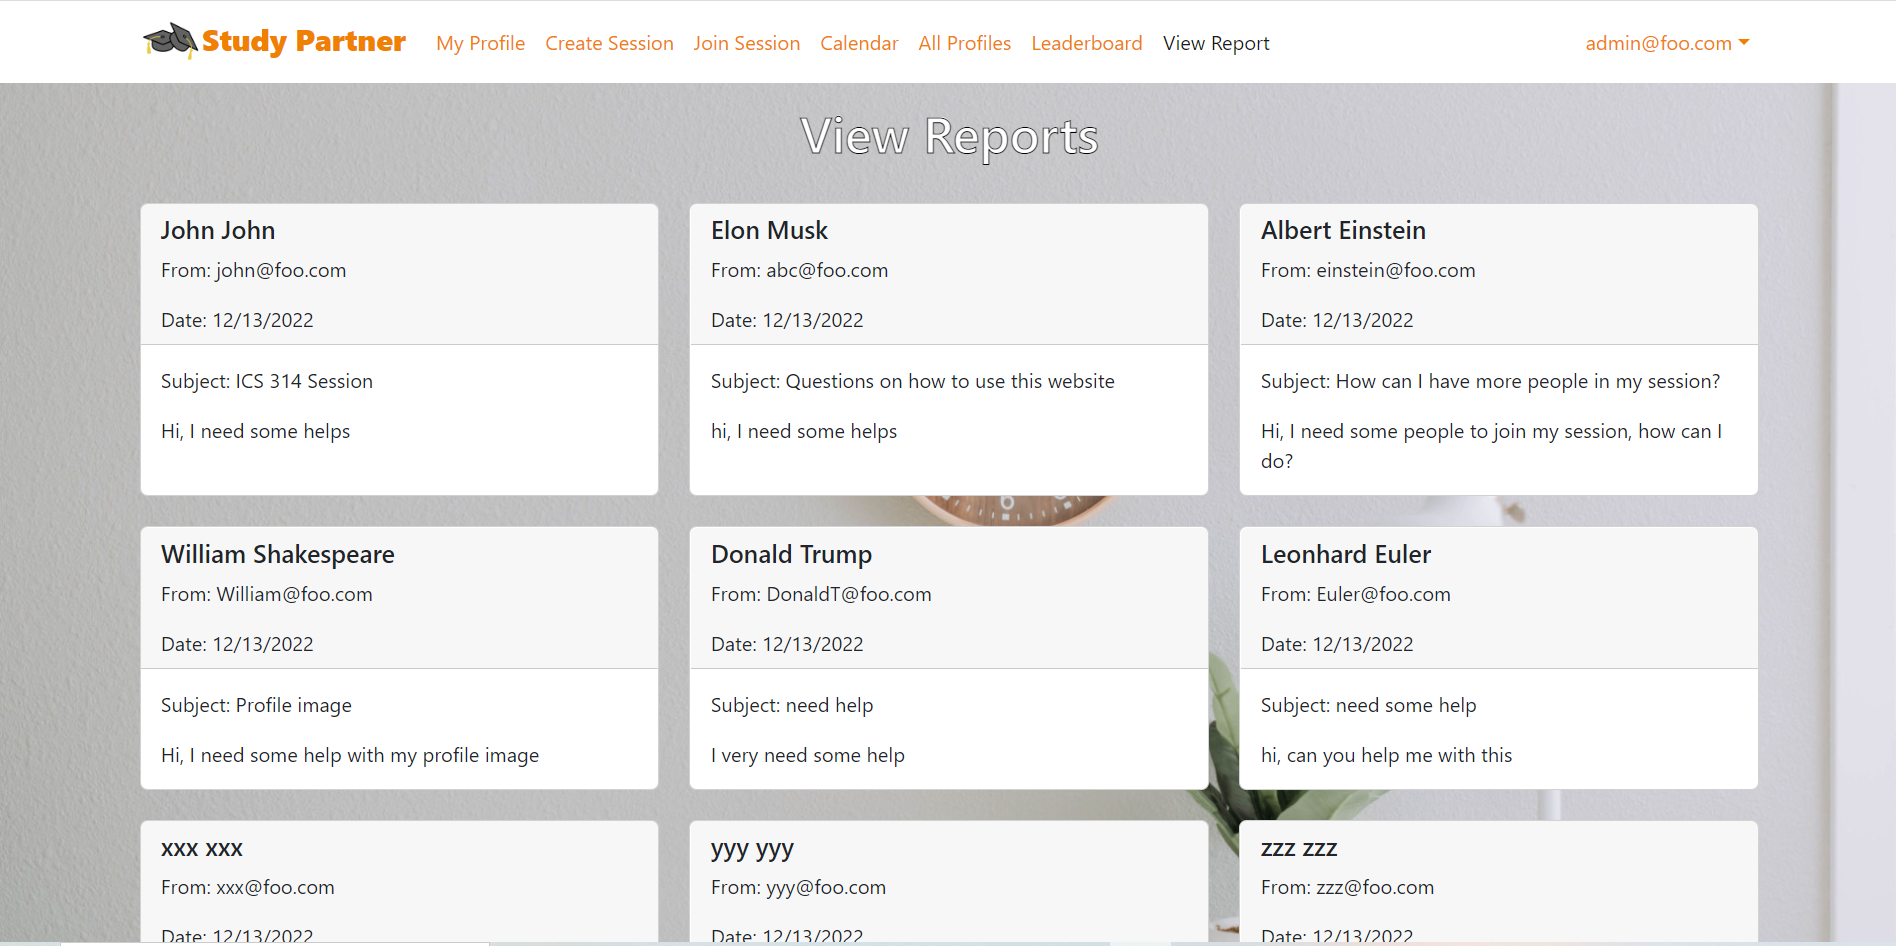 Study Partner My Profile Create Session Join Session Calendar All Profiles Leaderboard View Report admin@foo.com
View Reports
John John
From: john@foo.com
Date: 12/13/2022
Subject: ICS 314 Session
Hi, I need some helps
Elon Musk
From: abc@foo.com
Date: 12/13/2022
Subject: Questions on how to use this website
hi, I need some helps
Albert Einstein
From: einstein@foo.com
Date: 12/13/2022
Subject: How can I have more people in my session?
Hi, I need some people to join my session, how can I
do?
William Shakespeare
From: William@foo.com
Date: 12/13/2022
Subject: Profile image
Hi, I need some help with my profile image
Donald Trump
From: DonaldT@foo.com
Date: 12/13/2022
Subject: need help
I very need some help
Leonhard Euler
From: Euler@foo.com
Date: 12/13/2022
Subject: need some help
hi, can you help me with this
xxx xxx
From: xxx@foo.com
Date: 12/13/2022
yyy yyy
From: yyy@foo.com
Date: 12/13/2022
zzz zzz
From: zzz@foo.com
Date: 12/13/2022